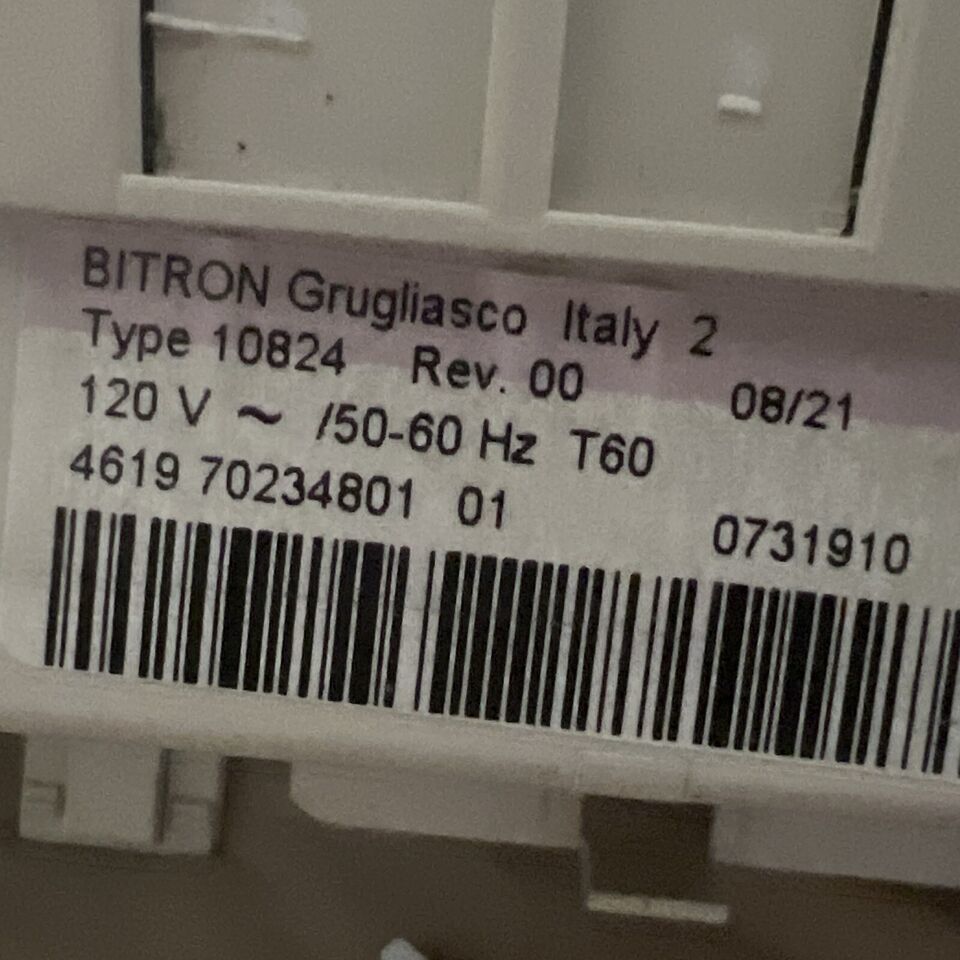 BITRON Grugliasco Italy 2
Type 10824 Rev. 00 08/21
120 V ~ /50-60 Hz T60
4619 70234801 01 0731910